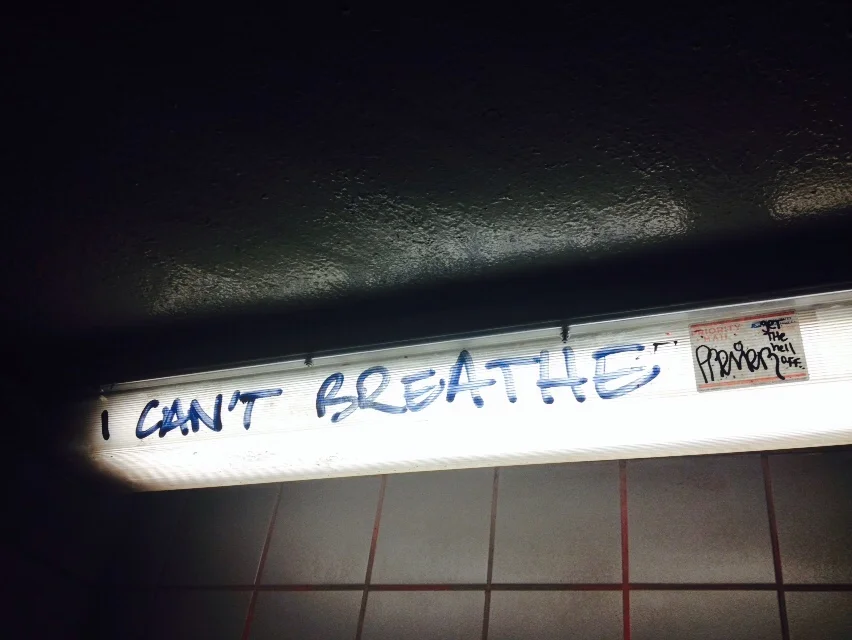 I CAN'T BREATHE"
get
the
hell
off.